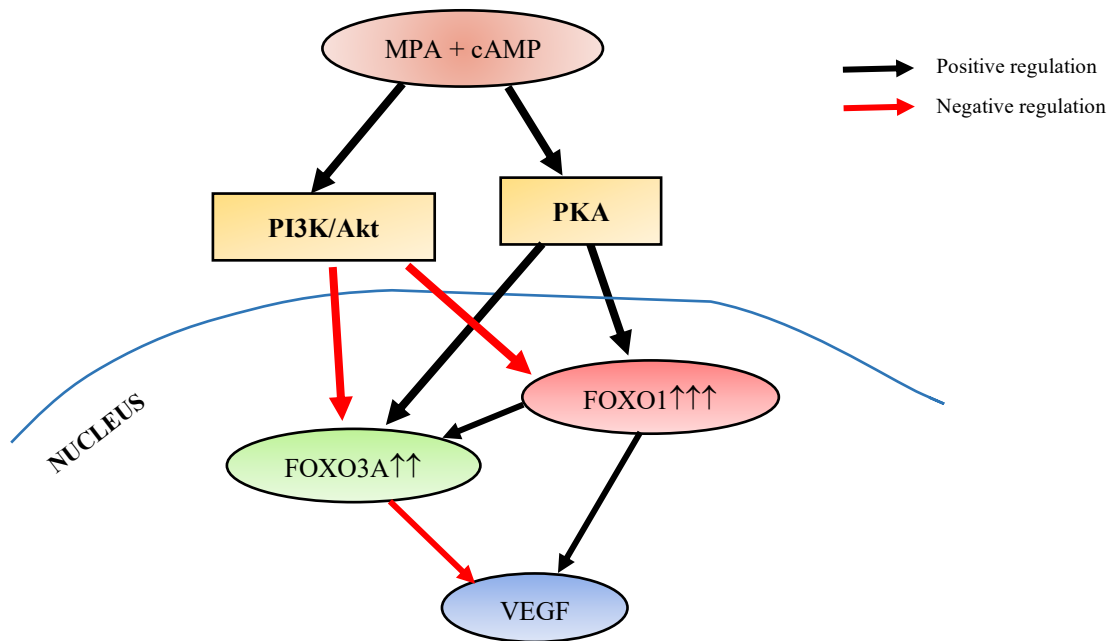 MPA + cAMP
Positive regulation
Negative regulation
PI3K/Akt
PKA
NUCLEUS
FOXO1↑↑↑
FOXO3A↑↑
VEGF